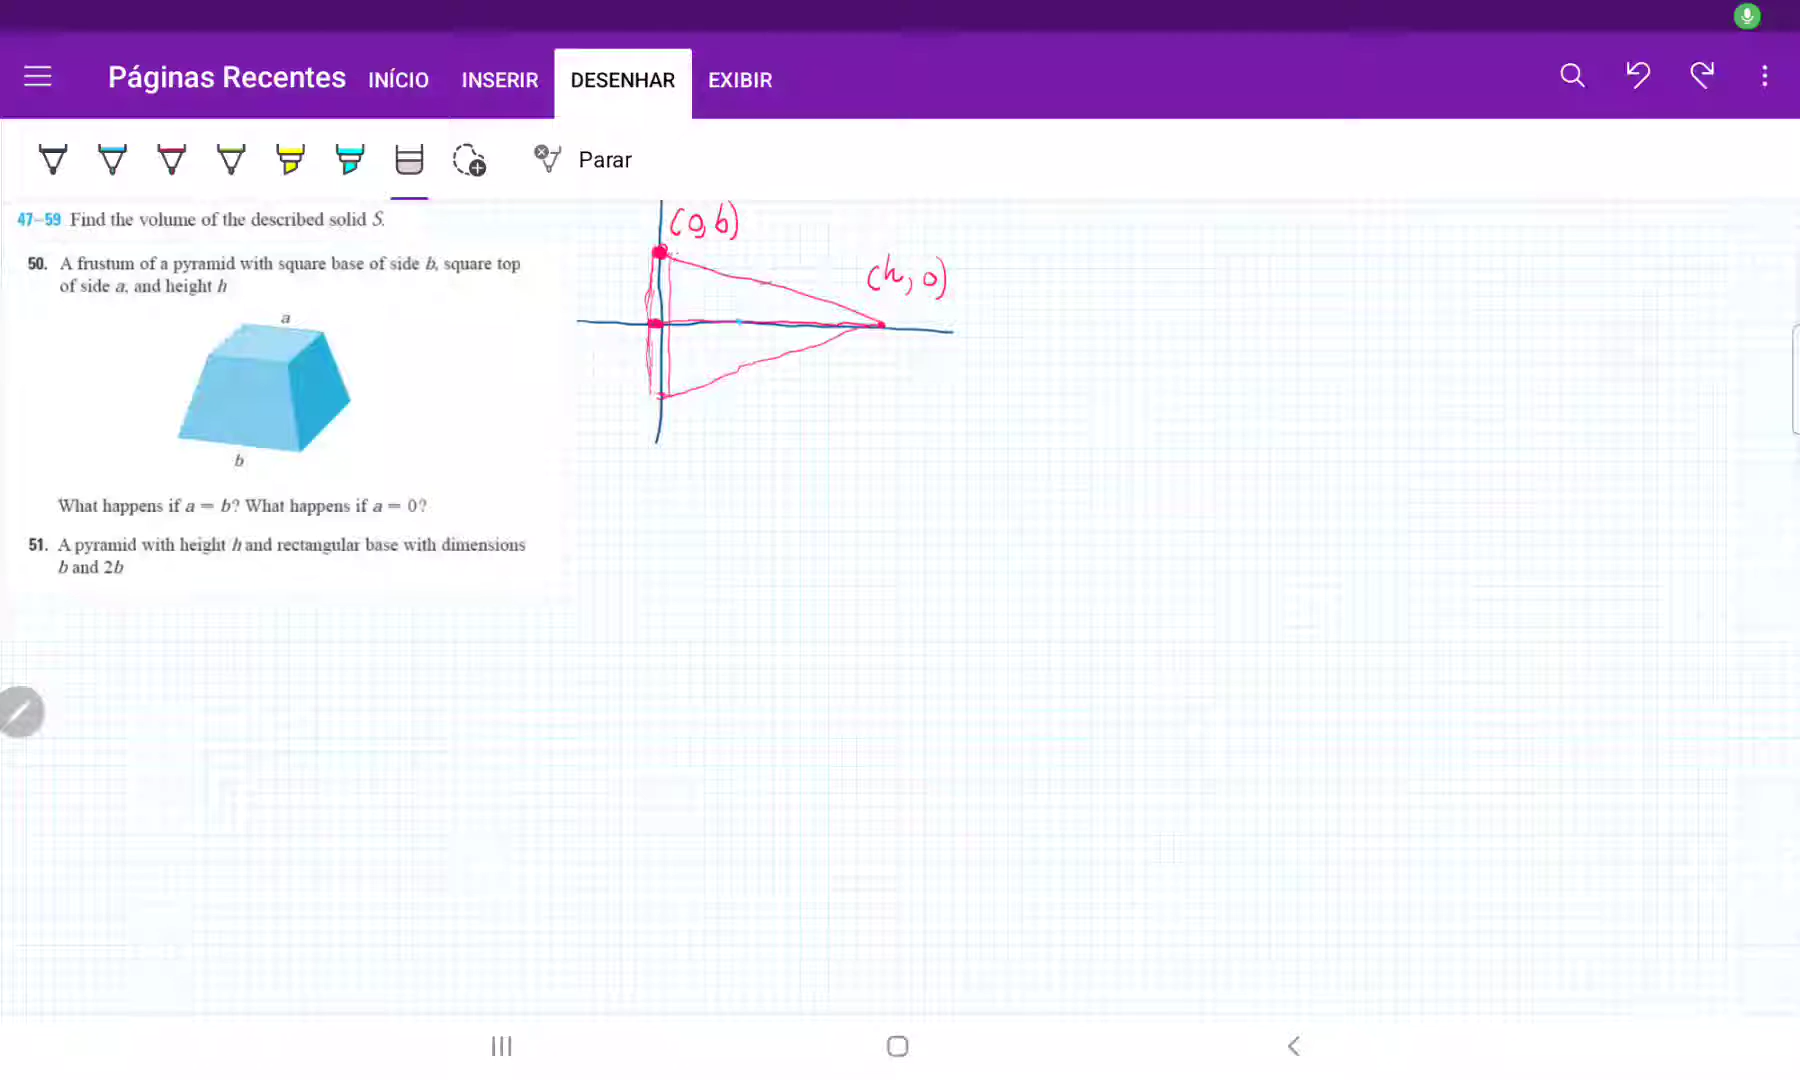 Páginas Recentes INÍCIO INSERIR DESENHAR EXIBIR
Parar
47–59 Find the volume of the described solid S.
50. A frustum of a pyramid with square base of side b, square top
of side a, and height h
a
b
What happens if a = b? What happens if a = 0?
51. A pyramid with height h and rectangular base with dimensions
b and 2b
(0,b)
(h,0)